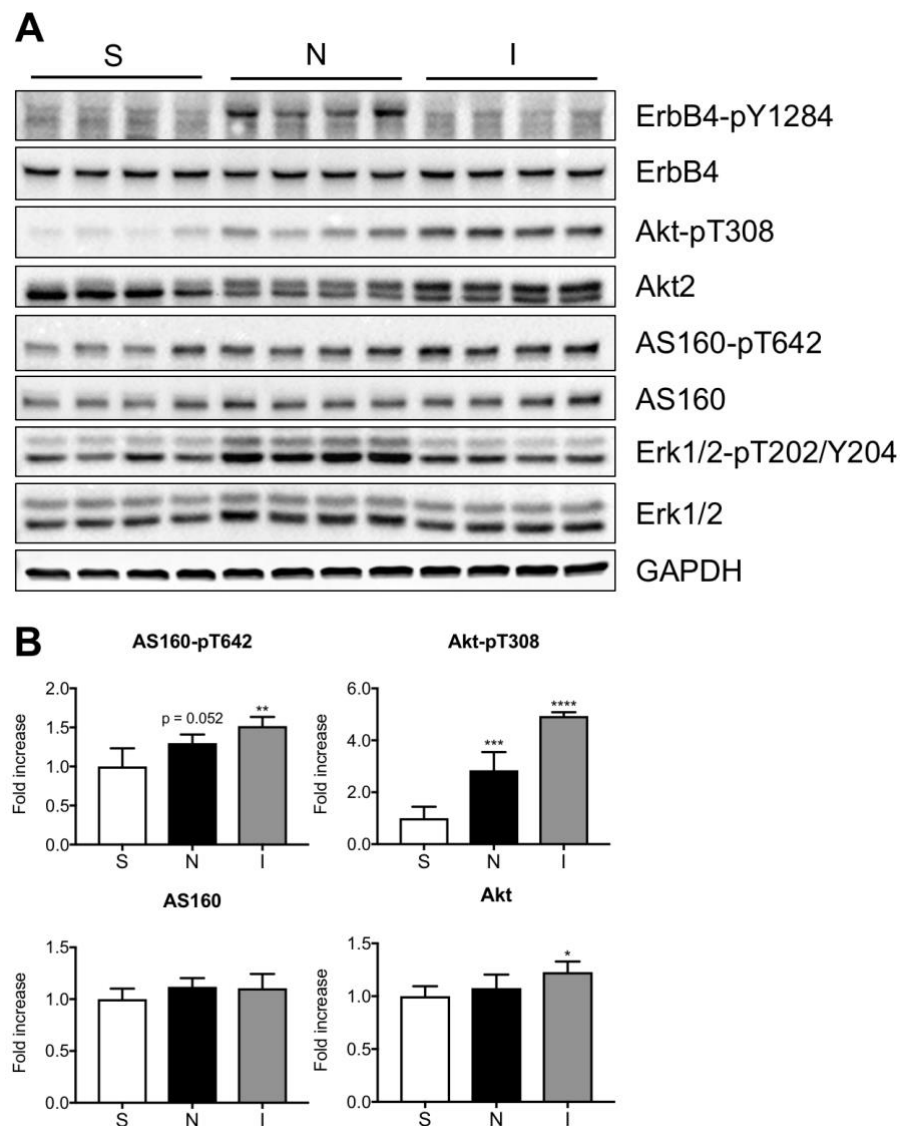 A
S N I
ErbB4-pY1284
ErbB4
Akt-pT308
Akt2
AS160-pT642
AS160
Erk1/2-pT202/Y204
Erk1/2
GAPDH
B
AS160-pT642
Fold increase
2.0
1.5
1.0
0.5
0.0
p = 0.052
**
S N I
Akt-pT308
Fold increase
6.0
4.0
2.0
0.0
***
****
S N I
AS160
Fold increase
1.5
1.0
0.5
0.0
S N I
Akt
Fold increase
1.5
1.0
0.5
0.0
*
S N I